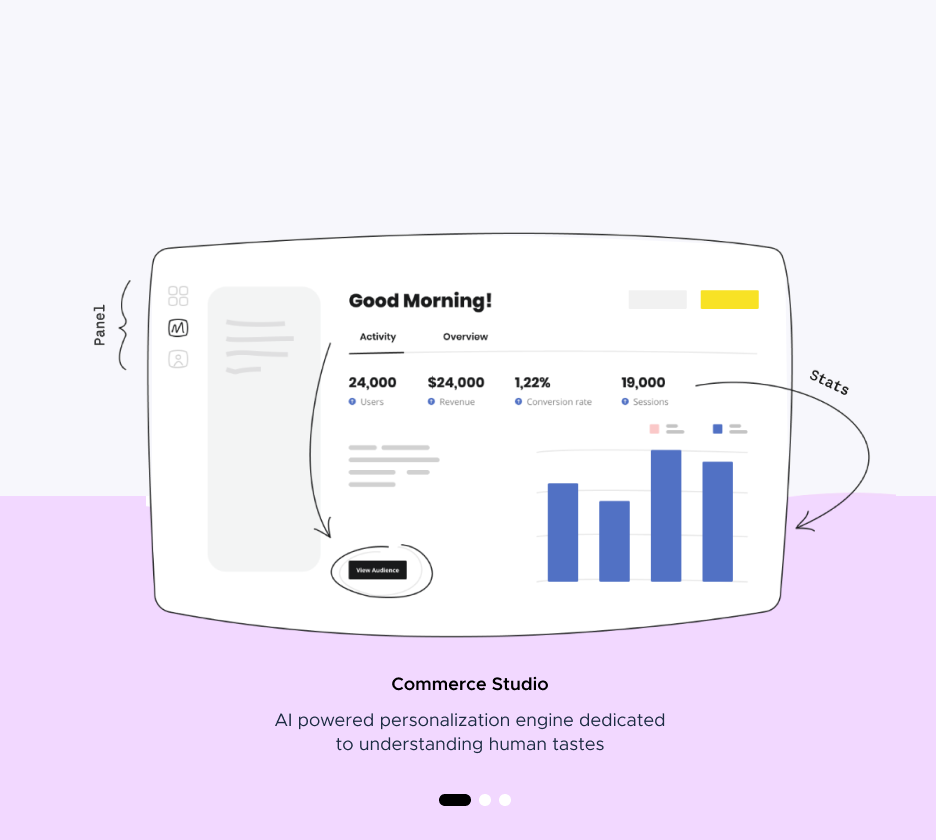 Good Morning!
Panel
Activity Overview
Stats
24,000 $24,000 1,22% 19,000
Users Revenue Conversion rate Sessions
View Audience
Commerce Studio
AI powered personalization engine dedicated
to understanding human tastes